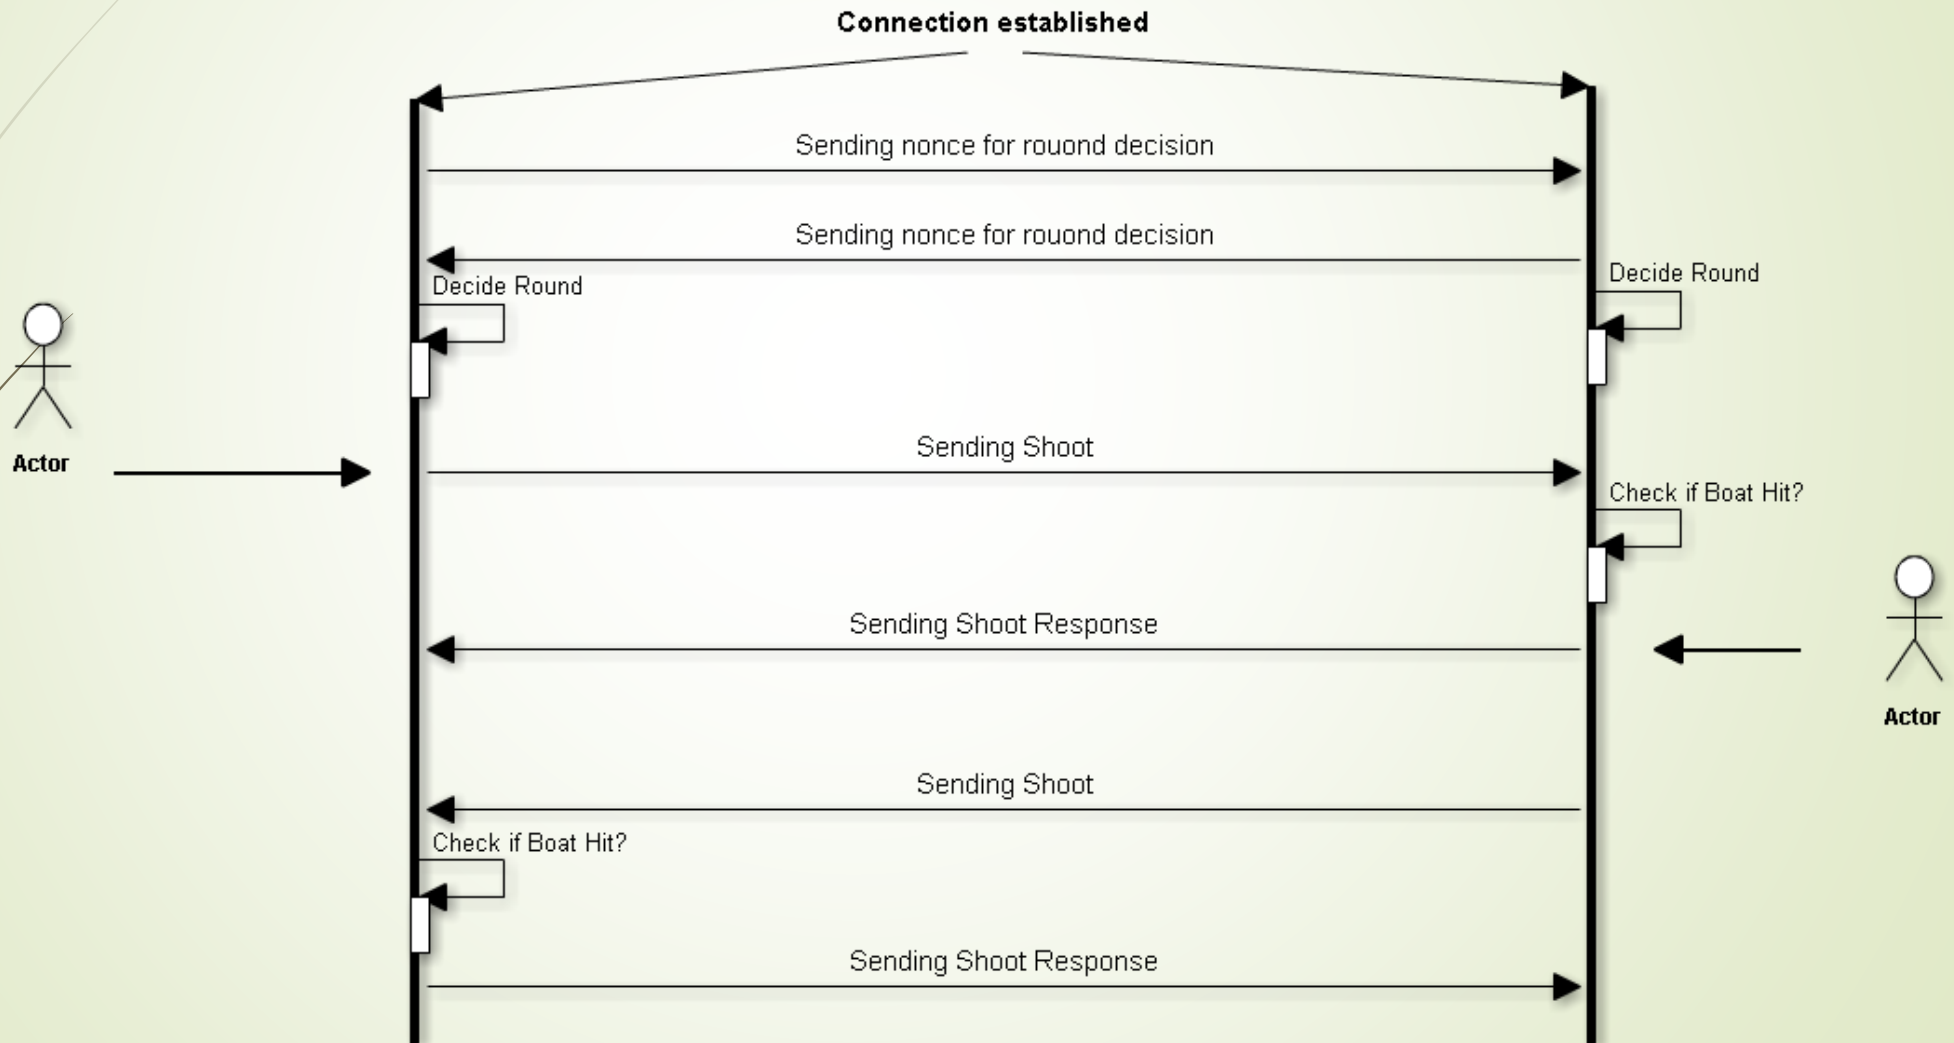 Connection established
Sending nonce for rouond decision
Sending nonce for rouond decision
Decide Round
Decide Round
Actor
Sending Shoot
Check if Boat Hit?
Sending Shoot Response
Actor
Sending Shoot
Check if Boat Hit?
Sending Shoot Response